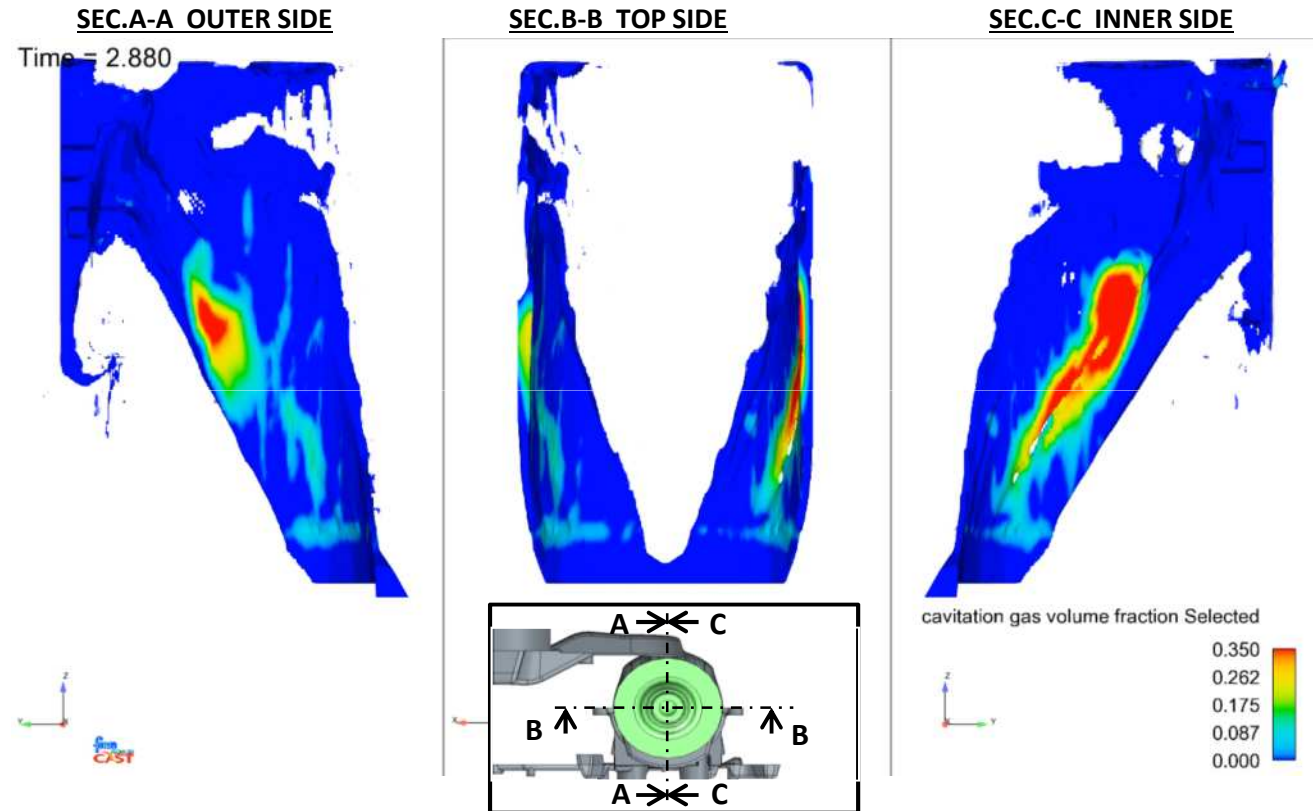 SEC.A-A OUTER SIDE
SEC.B-B TOP SIDE
SEC.C-C INNER SIDE
Time = 2.880
A C
B B
A C
cavitation gas volume fraction Selected
0.350
0.262
0.175
0.087
0.000
Z
Y X
CAST
X
Z
X Y